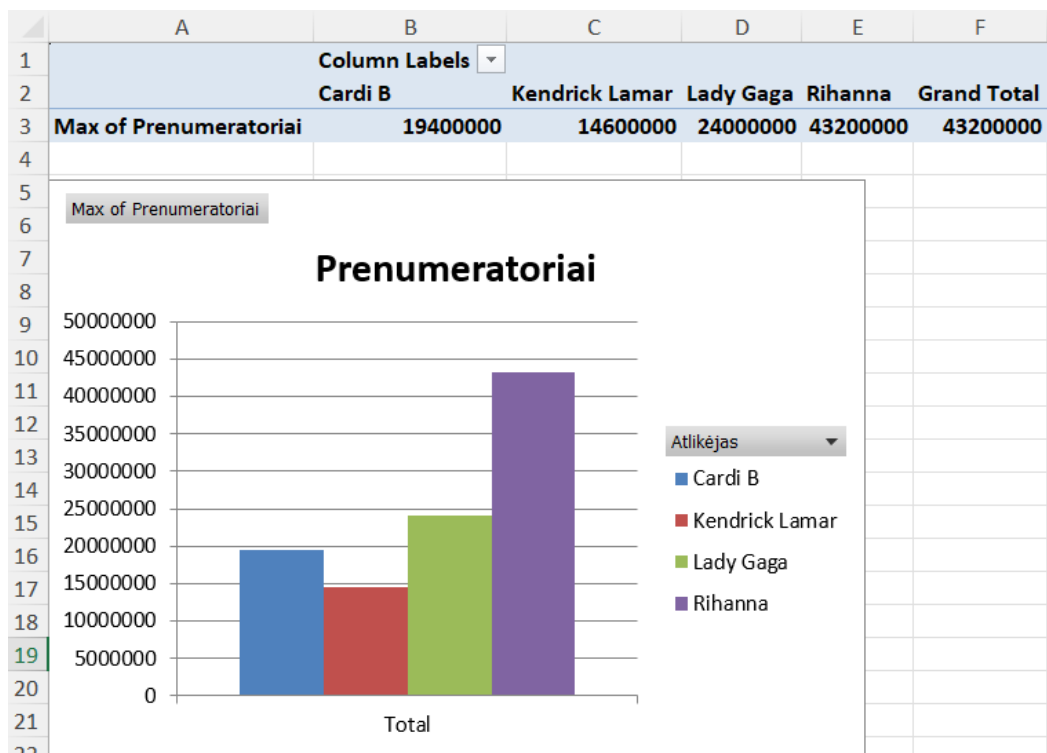 A B C D E F
1 Column Labels
2 Cardi B Kendrick Lamar Lady Gaga Rihanna Grand Total
3 Max of Prenumeratoriai 19400000 14600000 24000000 43200000 43200000
4
5
Max of Prenumeratoriai
6
7
Prenumeratoriai
8
9 50000000
10 45000000
11 40000000
12 35000000
13 30000000
14 25000000
15 20000000
16 15000000
17 10000000
18 5000000
19 0
20
21
Total
Atlikėjas
Cardi B
Kendrick Lamar
Lady Gaga
Rihanna